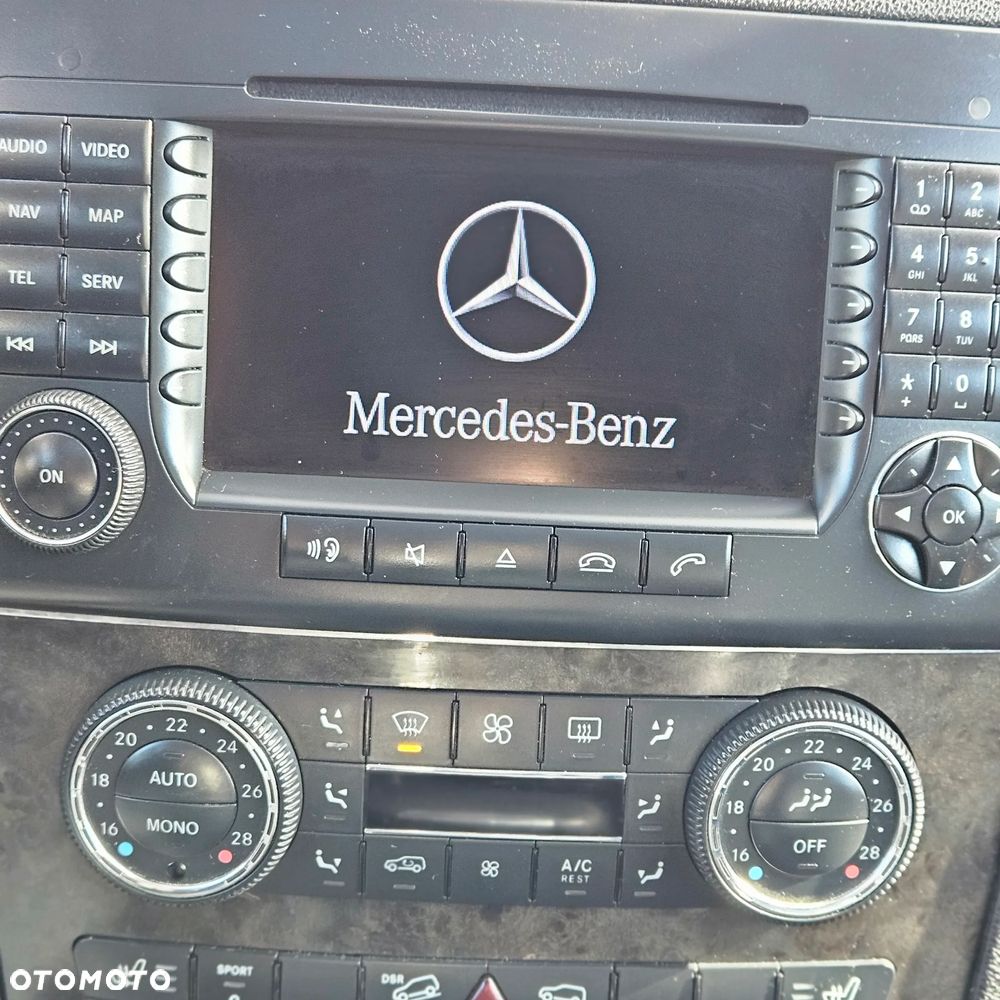 AUDIO VIDEO
NAV MAP
TEL SERV
ON
Mercedes-Benz
1 2 ABC
4 GHI 5 JKL
7 PQRS 8 TUV
* + 0
OK
16 18 20 22 24 26 28
AUTO
MONO
A/C
REST
16 18 20 22 24 26 28
OFF
SPORT
DSR
OTOMOTO